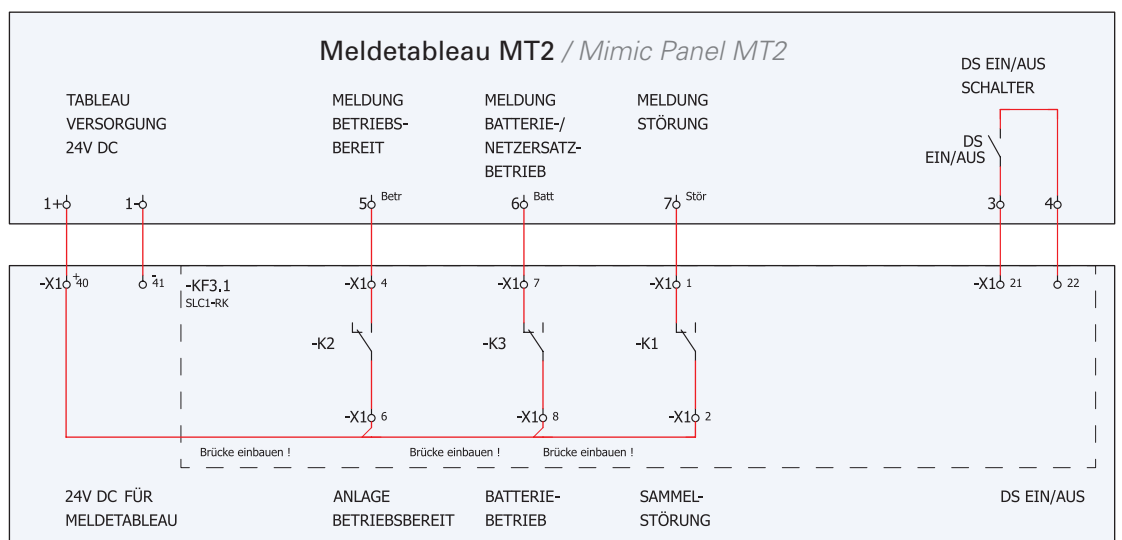 Meldetableau MT2 / Mimic Panel MT2
DS EIN/AUS
SCHALTER
TABLEAU
VERSORGUNG
24V DC
MELDUNG
BETRIEBS-
BEREIT
MELDUNG
BATTERIE-/
NETZERSATZ-
BETRIEB
MELDUNG
STÖRUNG
DS
EIN/AUS
1+ 1- 5 Betr 6 Batt 7 Stör 3 4
-X1 + 40 - 41 -KF3.1 -X1 4 -X1 7 -X1 1 -X1 21 22
SLC1-RK
-K2 -K3 -K1
-X1 6 -X1 8 -X1 2
Brücke einbauen ! Brücke einbauen ! Brücke einbauen !
24V DC FÜR
MELDETABLEAU
ANLAGE
BETRIEBSBEREIT
BATTERIE-
BETRIEB
SAMMEL-
STÖRUNG
DS EIN/AUS